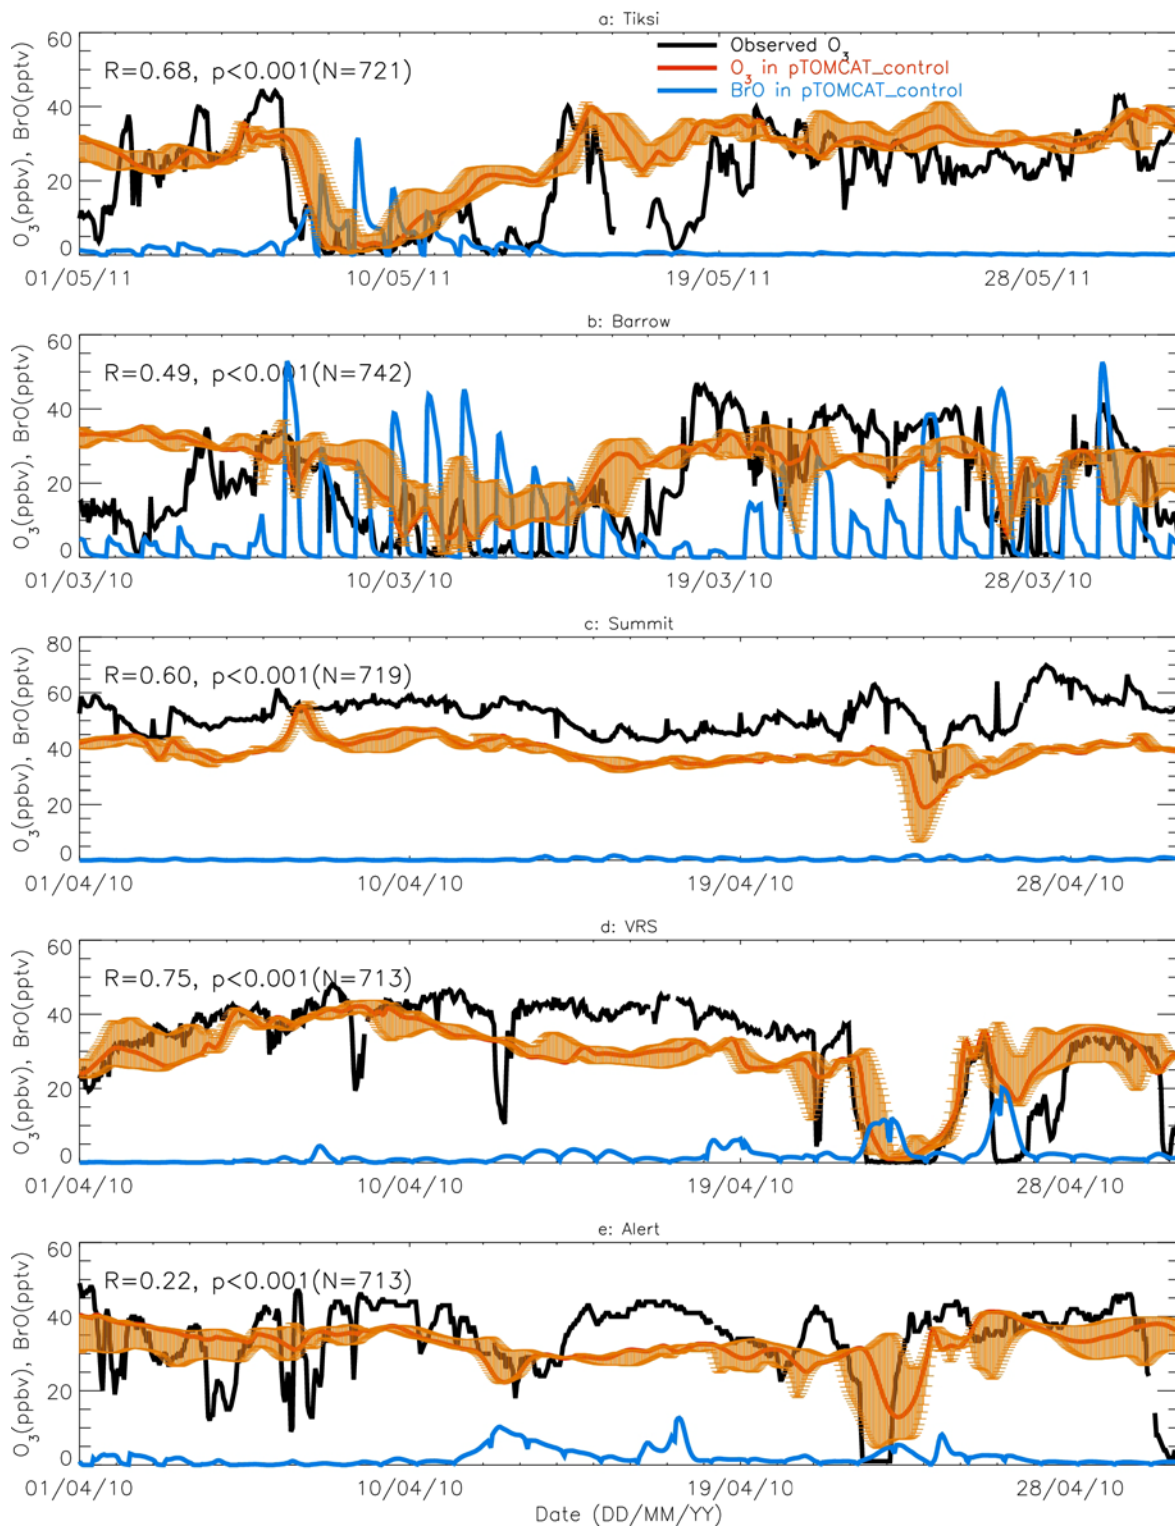 a: Tiksi
60
40
20
0
O3(ppbv), BrO(pptv)
R=0.68, p<0.001(N=721)
Observed O3
O3 in pTOMCAT_control
BrO in pTOMCAT_control
01/05/11 10/05/11 19/05/11 28/05/11
b: Barrow
60
40
20
0
O3(ppbv), BrO(pptv)
R=0.49, p<0.001(N=742)
01/03/10 10/03/10 19/03/10 28/03/10
c: Summit
80
60
40
20
0
O3(ppbv), BrO(pptv)
R=0.60, p<0.001(N=719)
01/04/10 10/04/10 19/04/10 28/04/10
d: VRS
60
40
20
0
O3(ppbv), BrO(pptv)
R=0.75, p<0.001(N=713)
01/04/10 10/04/10 19/04/10 28/04/10
e: Alert
60
40
20
0
O3(ppbv), BrO(pptv)
R=0.22, p<0.001(N=713)
01/04/10 10/04/10 19/04/10 28/04/10
Date (DD/MM/YY)